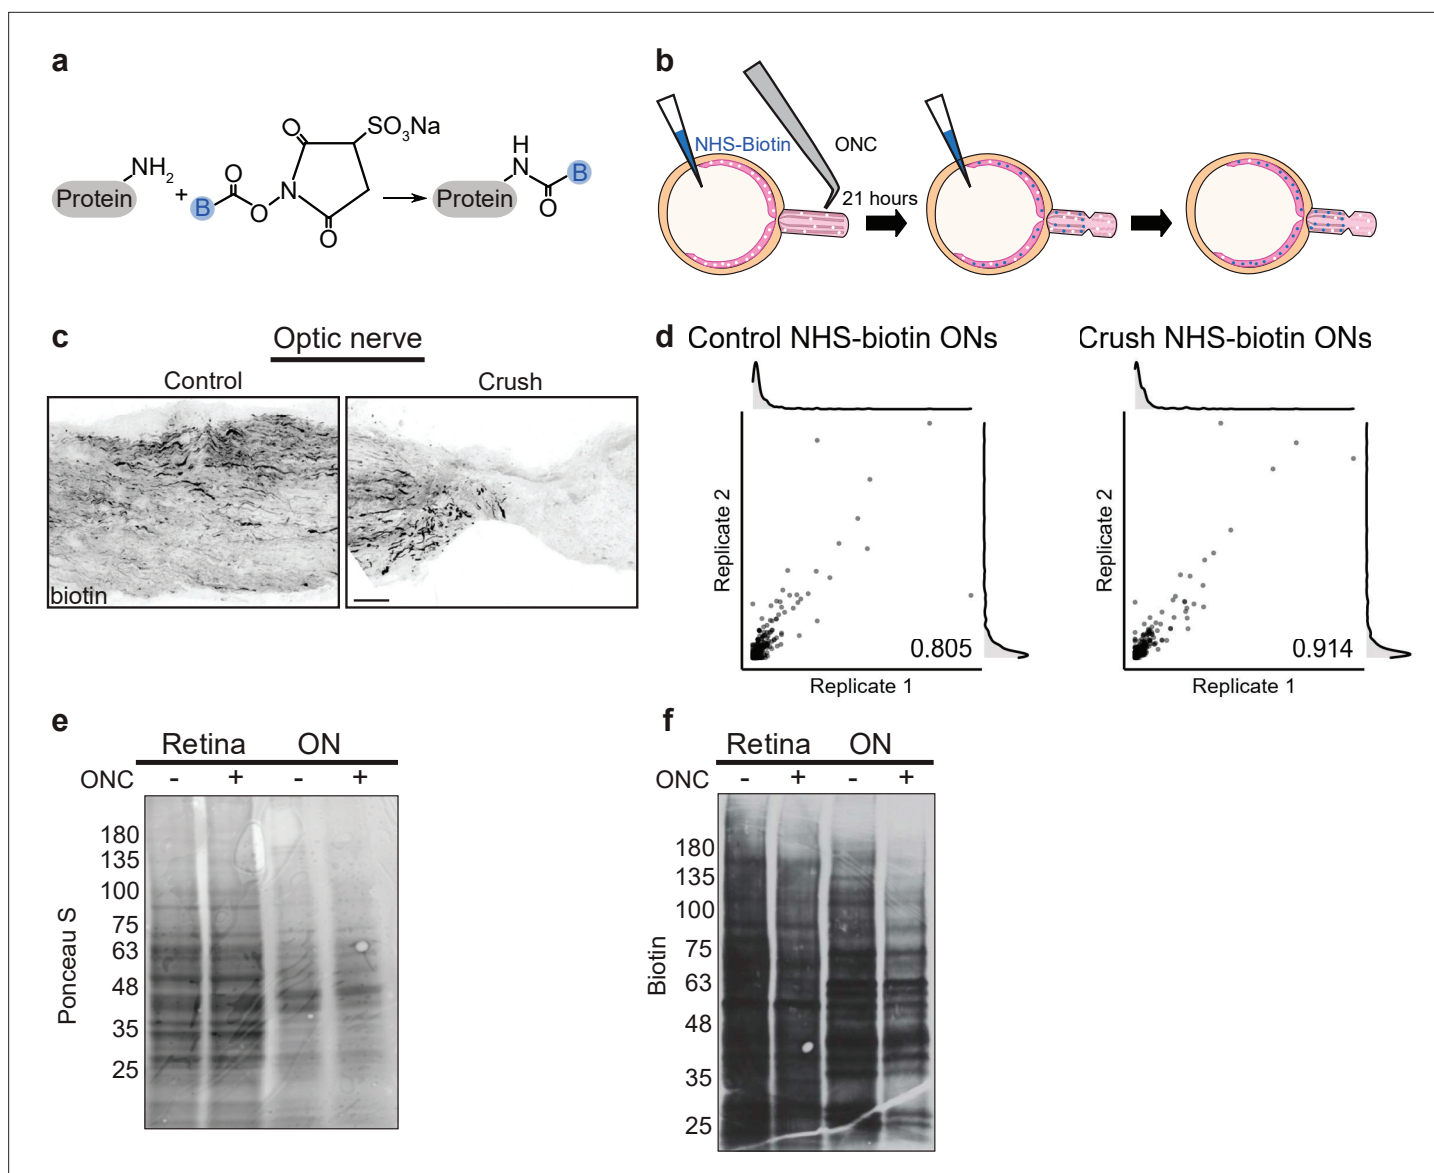 a
NH2
Protein
+
B
O
O
N
O
O
SO3Na
H
N
Protein
O
B
b
NHS-Biotin
ONC
21 hours
c
Optic nerve
Control
Crush
biotin
d
Control NHS-biotin ONs
Crush NHS-biotin ONs
Replicate 2
0.805
Replicate 1
Replicate 2
0.914
Replicate 1
e
Retina
ON
ONC
-
+
-
+
Ponceau S
180
135
100
75
63
48
35
25
f
Retina
ON
ONC
-
+
-
+
Biotin
180
135
100
75
63
48
35
25